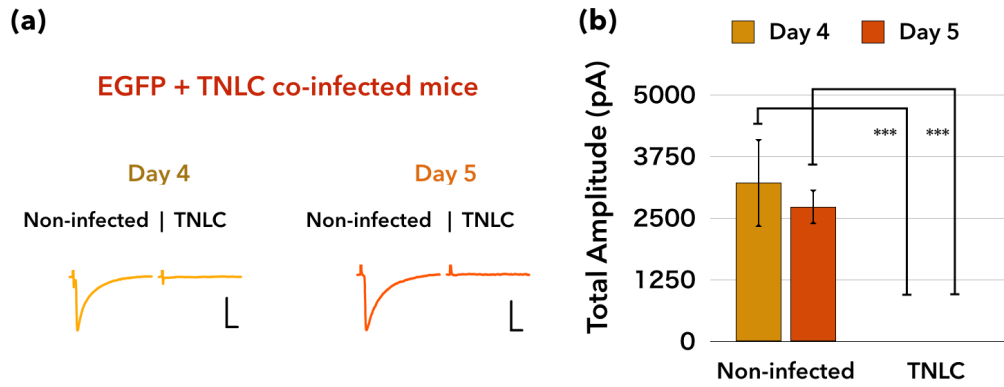 (a)
EGFP + TNLC co-infected mice
Day 4
Day 5
Non-infected | TNLC
Non-infected | TNLC
(b)
Day 4
Day 5
Total Amplitude (pA)
5000
3750
2500
1250
0
***
***
Non-infected
TNLC